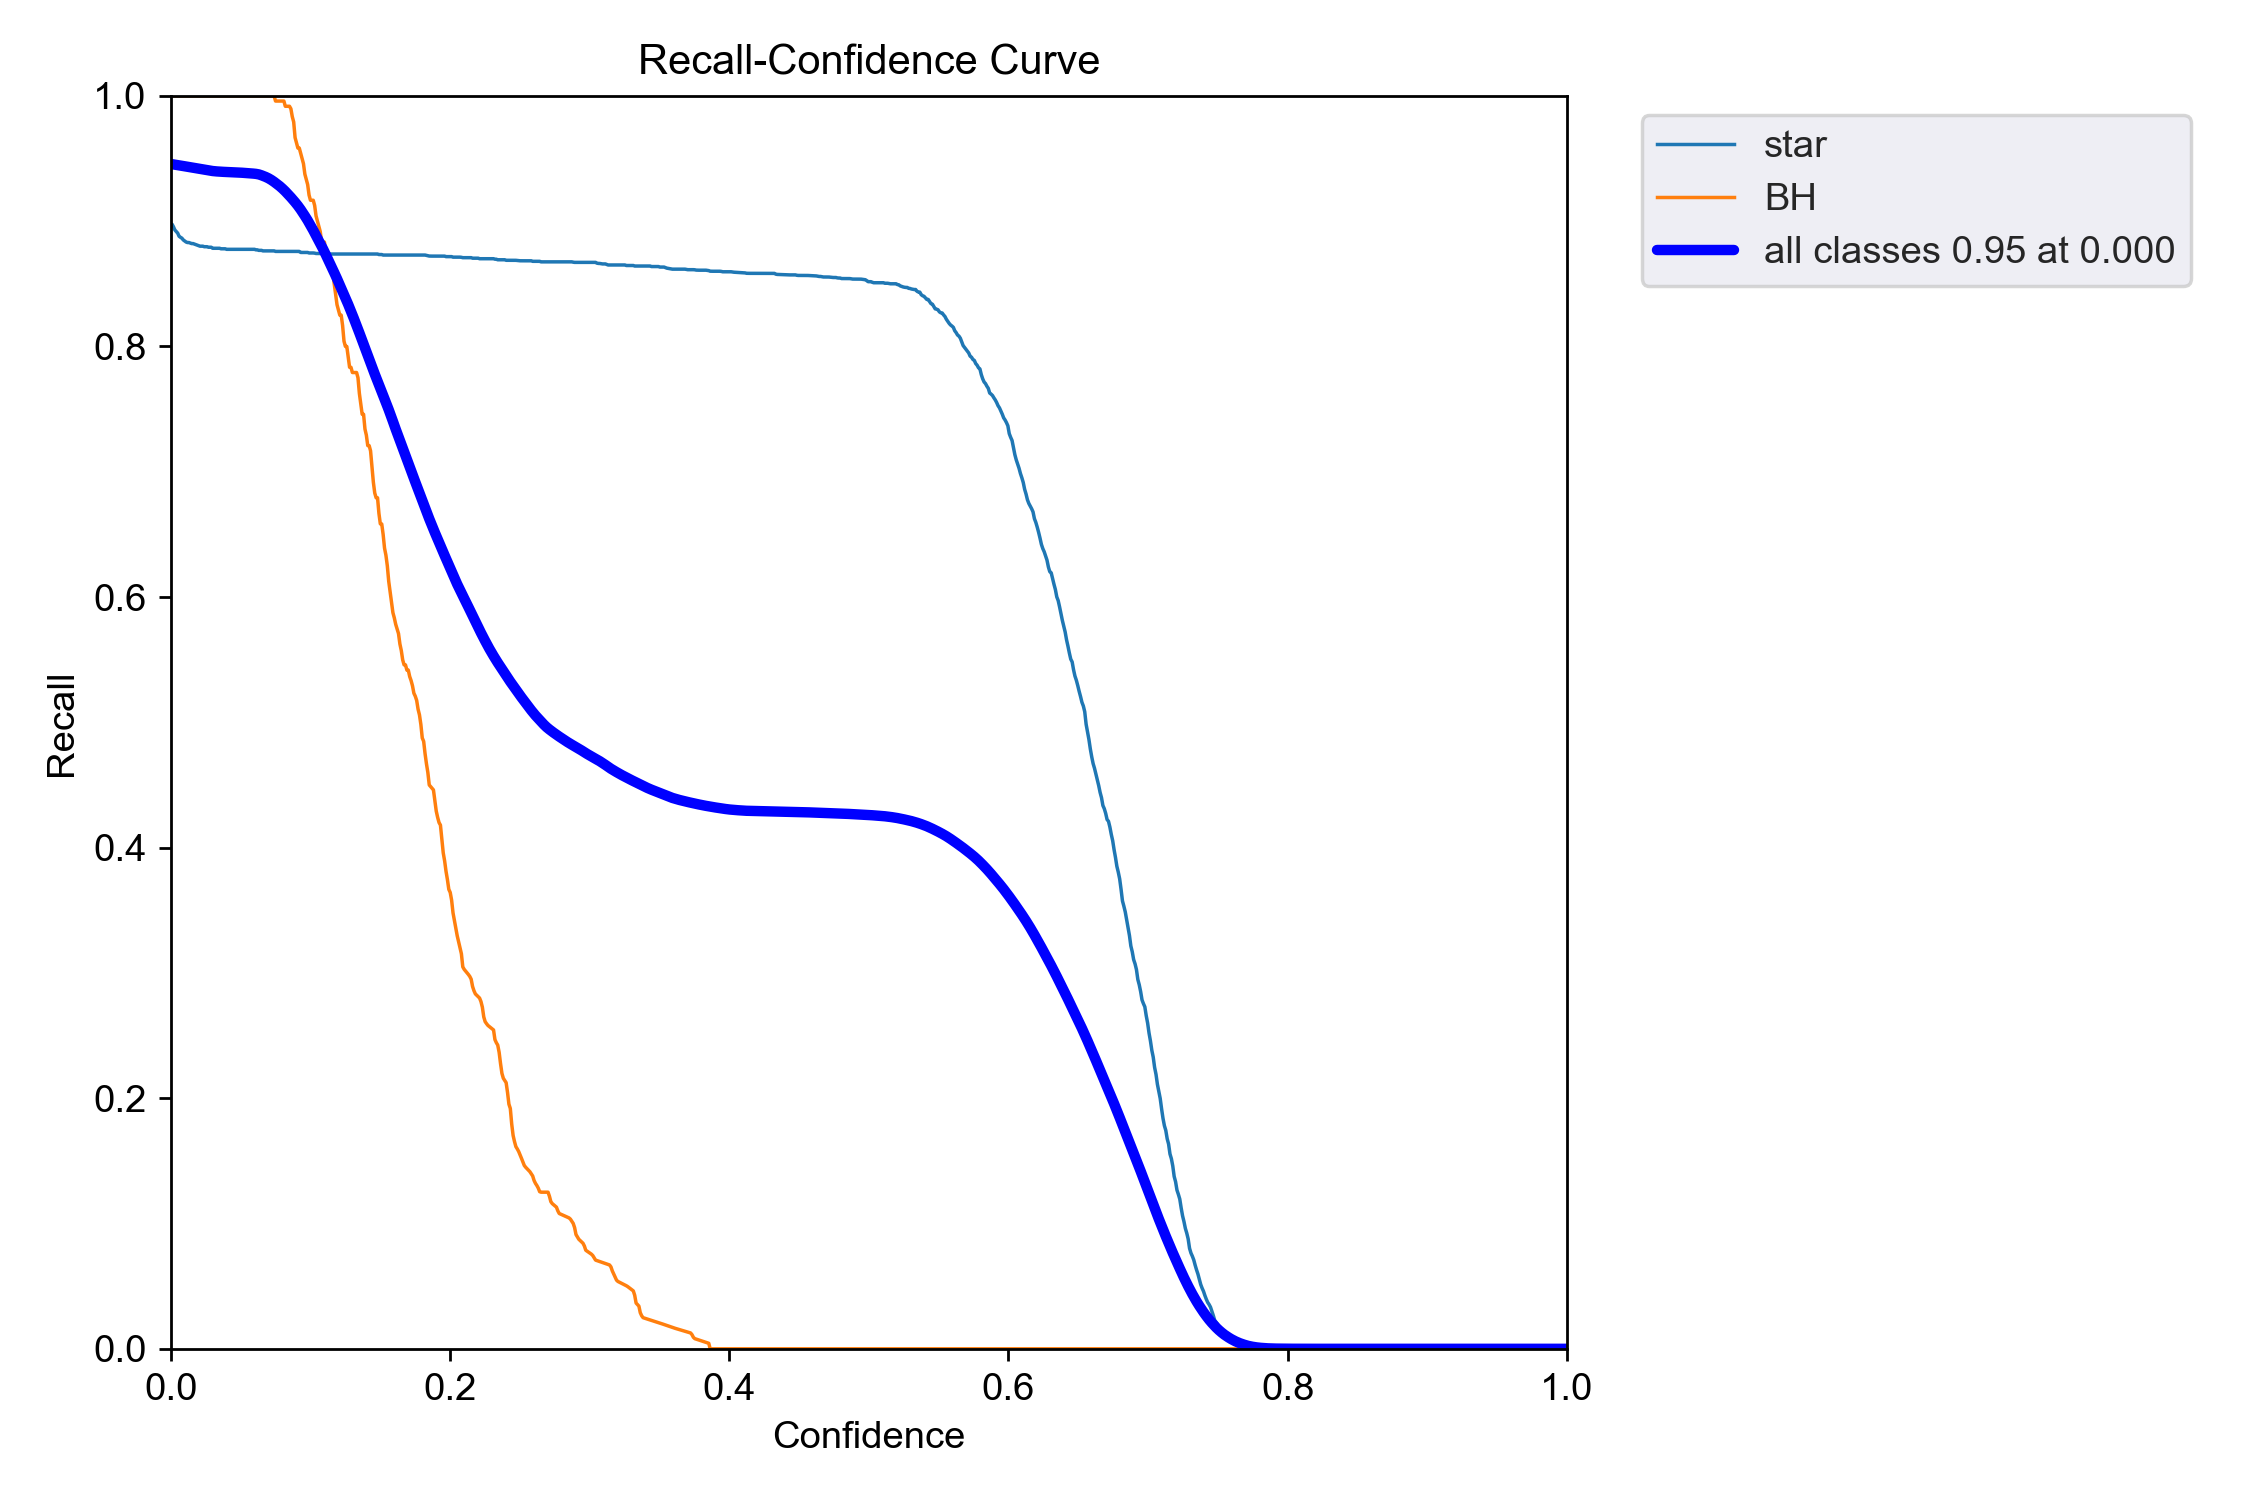 Recall-Confidence Curve
1.0
0.8
0.6
0.4
0.2
0.0
Recall
0.0 0.2 0.4 0.6 0.8 1.0
Confidence
star
BH
all classes 0.95 at 0.000